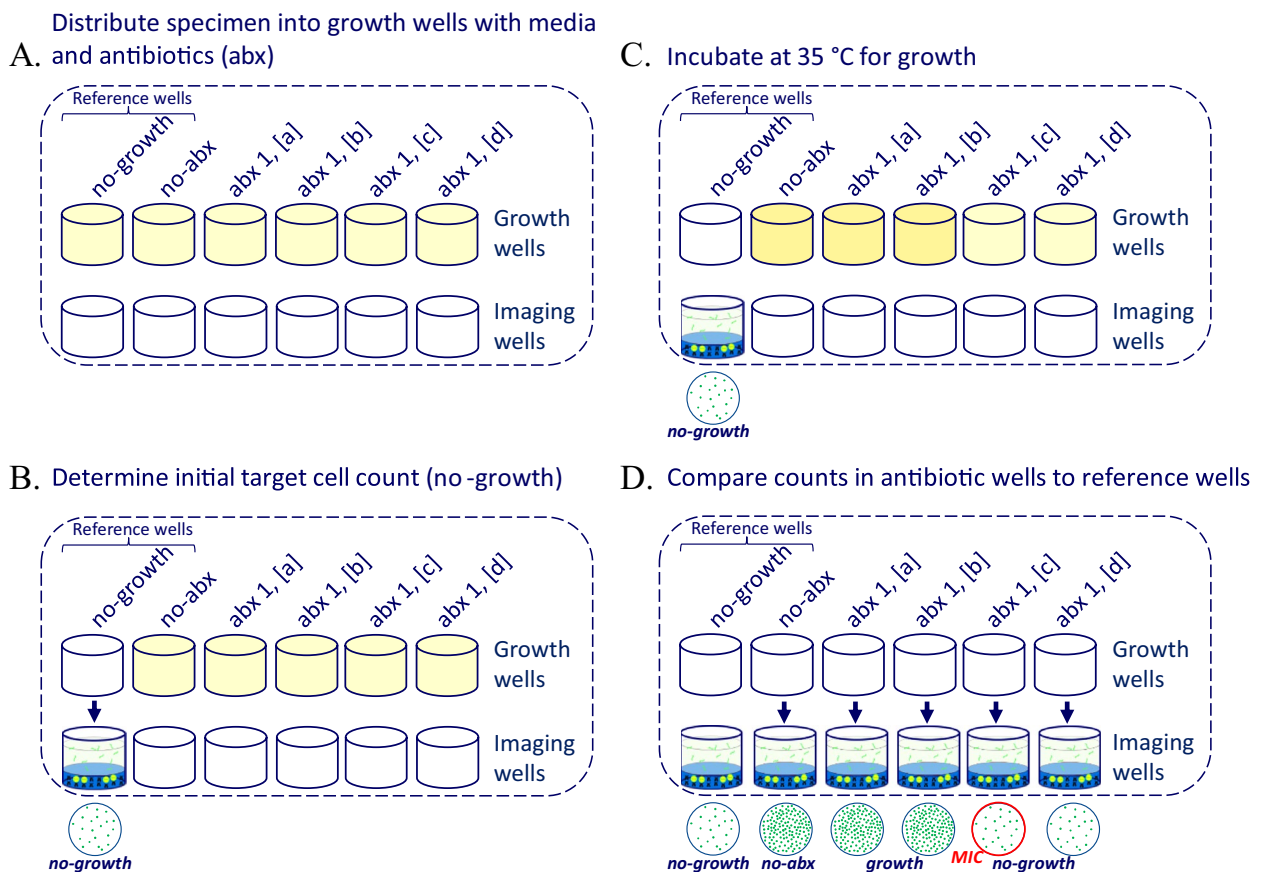 A.
Distribute specimen into growth wells with media
and antibiotics (abx)
Reference wells
no-growth
no-abx
abx 1, [a]
abx 1, [b]
abx 1, [c]
abx 1, [d]
Growth
wells
Imaging
wells
B. Determine initial target cell count (no-growth)
Reference wells
no-growth
no-abx
abx 1, [a]
abx 1, [b]
abx 1, [c]
abx 1, [d]
Growth
wells
Imaging
wells
no-growth
C. Incubate at 35 °C for growth
Reference wells
no-growth
no-abx
abx 1, [a]
abx 1, [b]
abx 1, [c]
abx 1, [d]
Growth
wells
Imaging
wells
no-growth
D. Compare counts in antibiotic wells to reference wells
Reference wells
no-growth
no-abx
abx 1, [a]
abx 1, [b]
abx 1, [c]
abx 1, [d]
Growth
wells
Imaging
wells
no-growth no-abx growth MIC no-growth